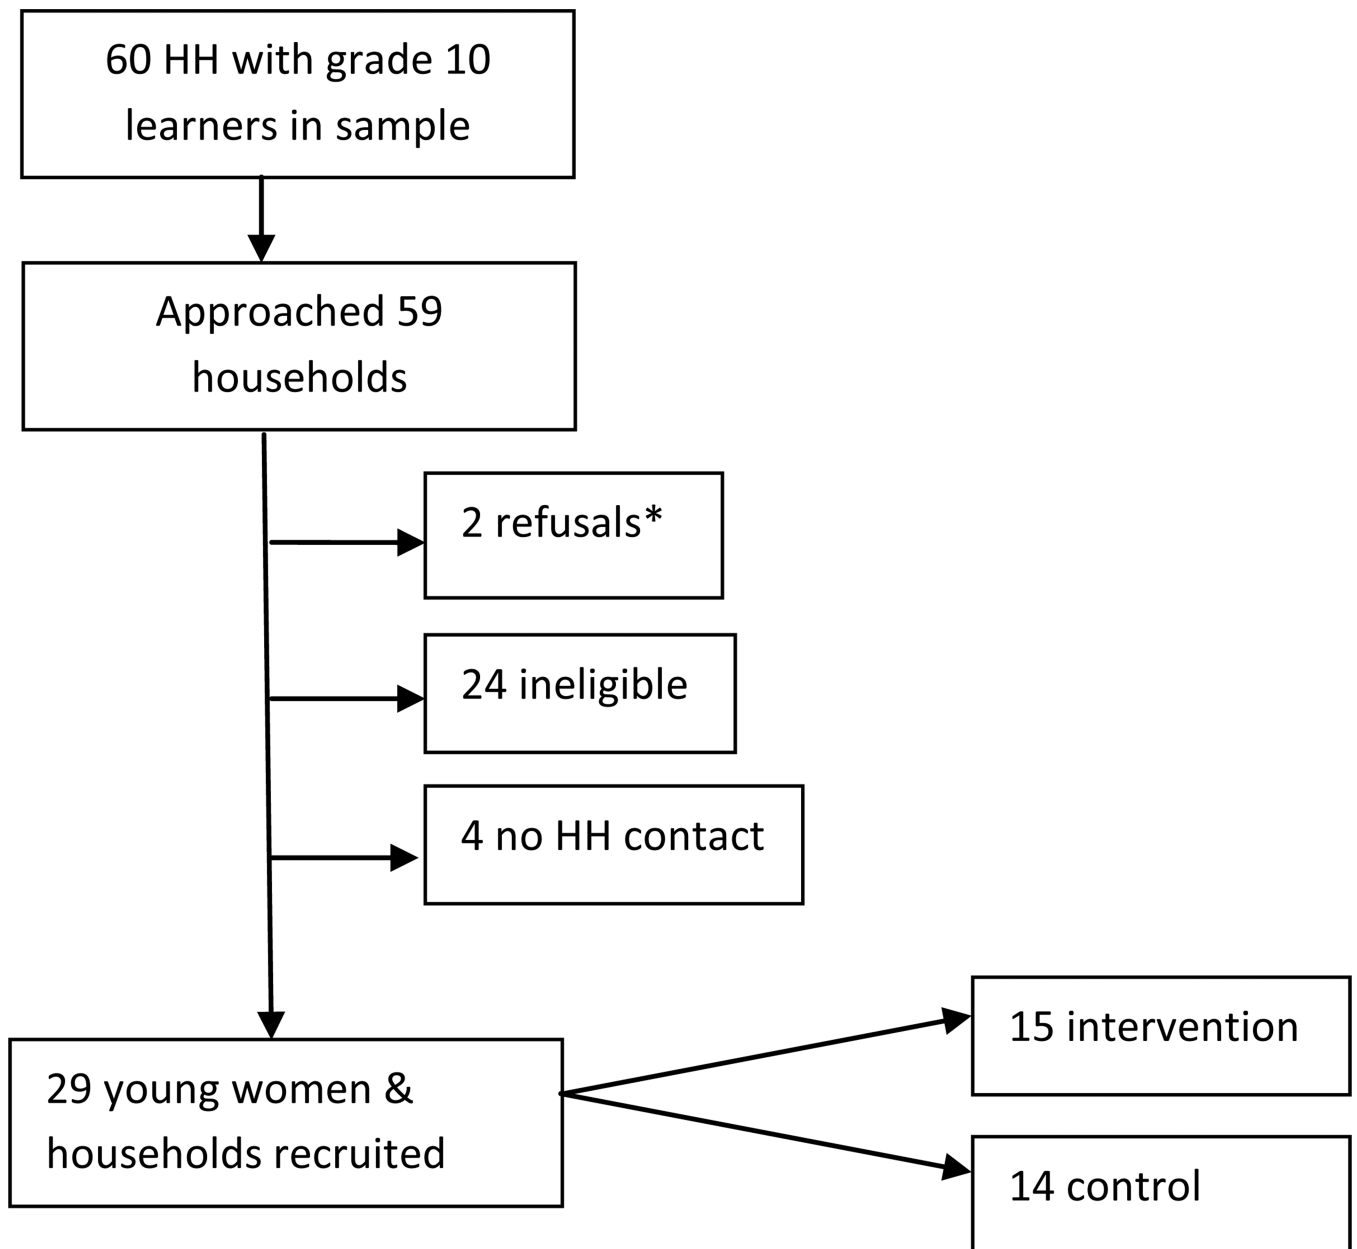 60 HH with grade 10
learners in sample
Approached 59
households
2 refusals*
24 ineligible
4 no HH contact
29 young women &
households recruited
15 intervention
14 control